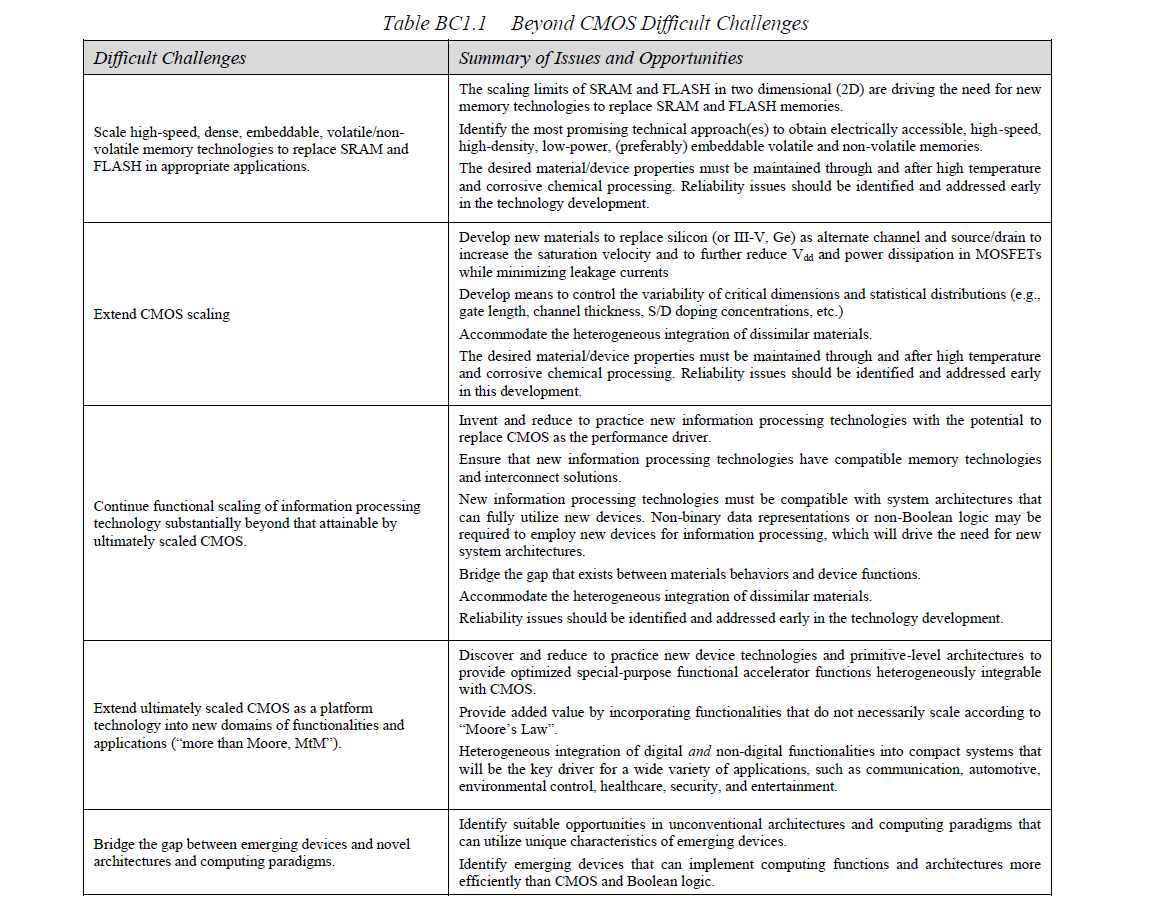 Table BC1.1 Beyond CMOS Difficult Challenges
Difficult Challenges
Summary of Issues and Opportunities
Scale high-speed, dense, embeddable, volatile/non-
volatile memory technologies to replace SRAM and
FLASH in appropriate applications.
The scaling limits of SRAM and FLASH in two dimensional (2D) are driving the need for new
memory technologies to replace SRAM and FLASH memories.
Identify the most promising technical approach(es) to obtain electrically accessible, high-speed,
high-density, low-power, (preferably) embeddable volatile and non-volatile memories.
The desired material/device properties must be maintained through and after high temperature
and corrosive chemical processing. Reliability issues should be identified and addressed early
in the technology development.
Extend CMOS scaling
Develop new materials to replace silicon (or III-V, Ge) as alternate channel and source/drain to
increase the saturation velocity and to further reduce Vdd and power dissipation in MOSFETs
while minimizing leakage currents
Develop means to control the variability of critical dimensions and statistical distributions (e.g.,
gate length, channel thickness, S/D doping concentrations, etc.)
Accommodate the heterogeneous integration of dissimilar materials.
The desired material/device properties must be maintained through and after high temperature
and corrosive chemical processing. Reliability issues should be identified and addressed early
in this development.
Continue functional scaling of information processing
technology substantially beyond that attainable by
ultimately scaled CMOS.
Invent and reduce to practice new information processing technologies with the potential to
replace CMOS as the performance driver.
Ensure that new information processing technologies have compatible memory technologies
and interconnect solutions.
New information processing technologies must be compatible with system architectures that
can fully utilize new devices. Non-binary data representations or non-Boolean logic may be
required to employ new devices for information processing, which will drive the need for new
system architectures.
Bridge the gap that exists between materials behaviors and device functions.
Accommodate the heterogeneous integration of dissimilar materials.
Reliability issues should be identified and addressed early in the technology development.
Extend ultimately scaled CMOS as a platform
technology into new domains of functionalities and
applications (“more than Moore, MtM”).
Discover and reduce to practice new device technologies and primitive-level architectures to
provide optimized special-purpose functional accelerator functions heterogeneously integrable
with CMOS.
Provide added value by incorporating functionalities that do not necessarily scale according to
“Moore’s Law”.
Heterogeneous integration of digital and non-digital functionalities into compact systems that
will be the key driver for a wide variety of applications, such as communication, automotive,
environmental control, healthcare, security, and entertainment.
Bridge the gap between emerging devices and novel
architectures and computing paradigms.
Identify suitable opportunities in unconventional architectures and computing paradigms that
can utilize unique characteristics of emerging devices.
Identify emerging devices that can implement computing functions and architectures more
efficiently than CMOS and Boolean logic.